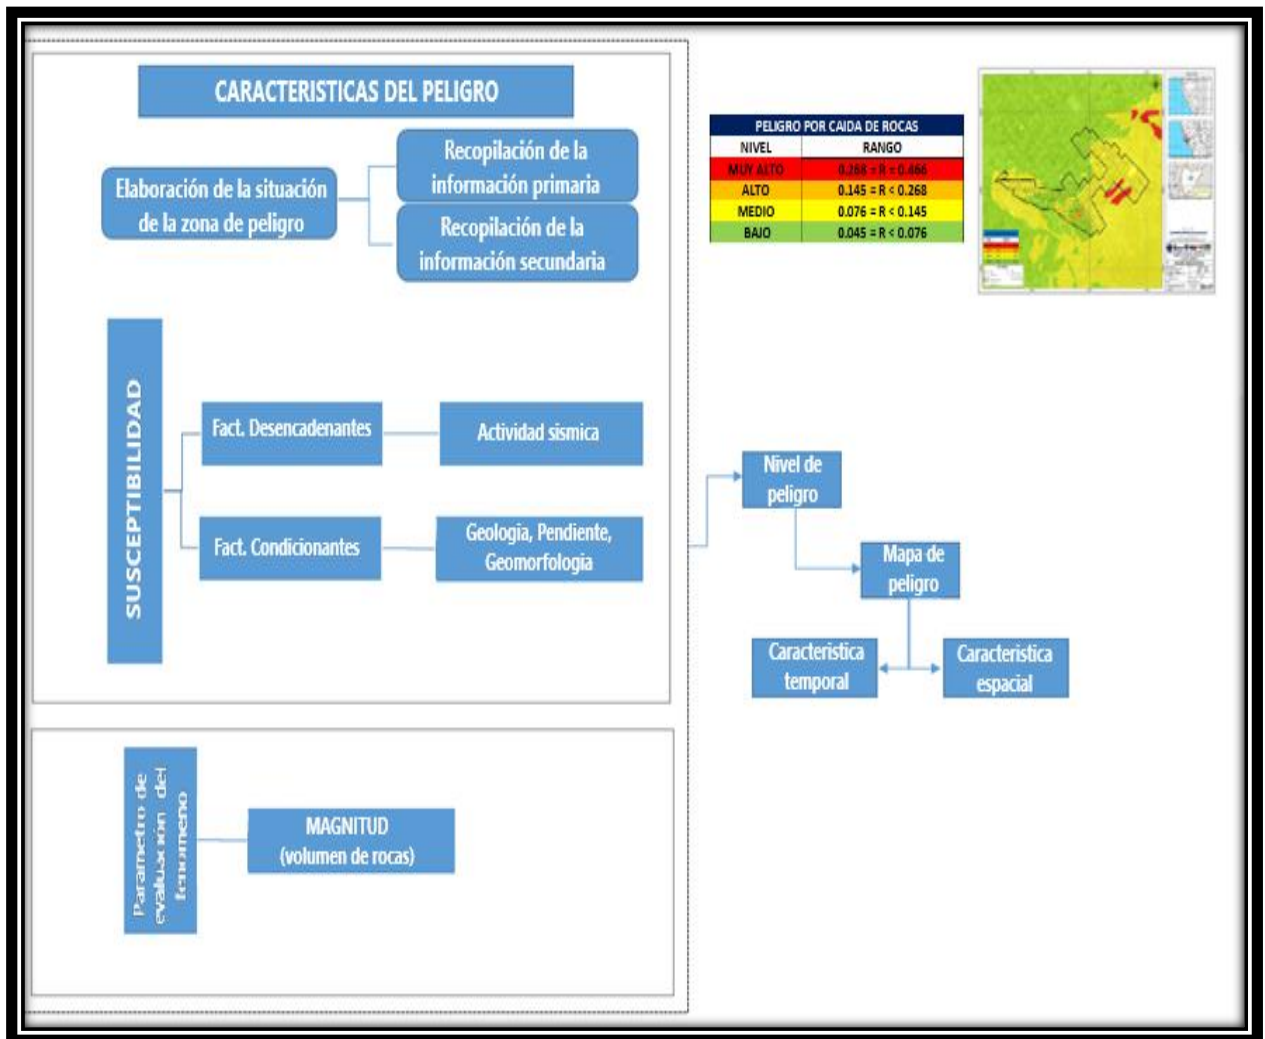 CARACTERISTICAS DEL PELIGRO
Elaboración de la situación
de la zona de peligro
Recopilación de la
información primaria
Recopilación de la
información secundaria
SUSCEPTIBILIDAD
Fact. Desencadenantes
Actividad sismica
Fact. Condicionantes
Geologia, Pendiente,
Geomorfologia
Parametro de
evaluación del
fenomeno
MAGNITUD
(volumen de rocas)
PELIGRO POR CAIDA DE ROCAS
NIVEL RANGO
MUY ALTO 0.268 = R = 0.466
ALTO 0.145 = R < 0.268
MEDIO 0.076 = R < 0.145
BAJO 0.045 = R < 0.076
Nivel de
peligro
Mapa de
peligro
Caracteristica
temporal
Caracteristica
espacial